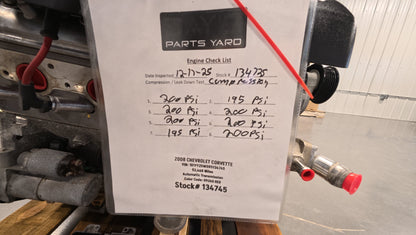 PARTS YARD
Engine Check List
Date Inspected: 12-17-25 Stock # 134725
Compression / Leak Down Test Compression
1. 200 Psi 2. 195 Psi
3. 200 Psi 4. 200 Psi
5. 200 Psi 6. 200 Psi
7. 195 Psi 8. 200 Psi
2008 CHEVROLET CORVETTE
Automatic Transmission
Stock# 134745